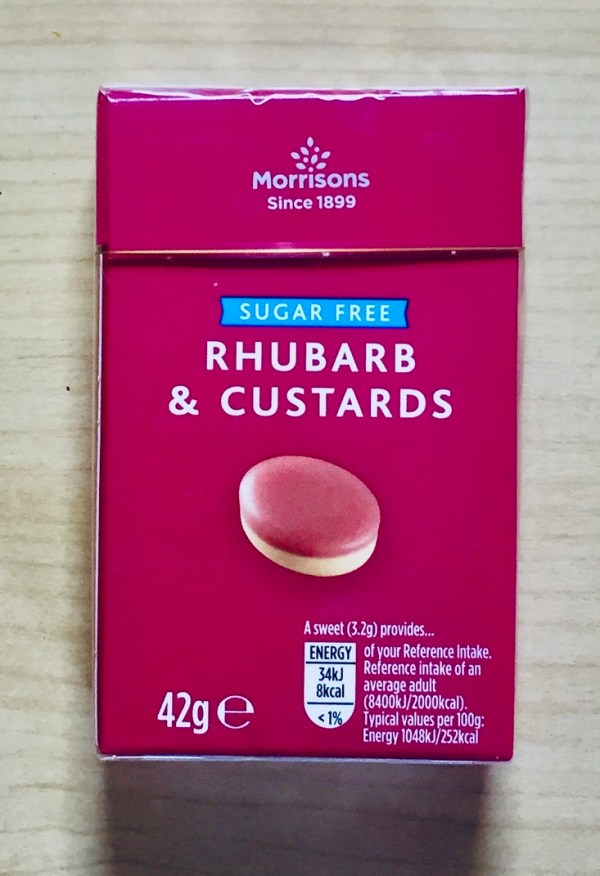 Morrisons
Since 1899
SUGAR FREE
RHUBARB
& CUSTARDS
A sweet (3.2g) provides...
ENERGY
34kJ
8kcal
< 1%
of your Reference Intake.
Reference intake of an
average adult
(8400kJ/2000kcal).
Typical values per 100g:
Energy 1048kJ/252kcal
42g e